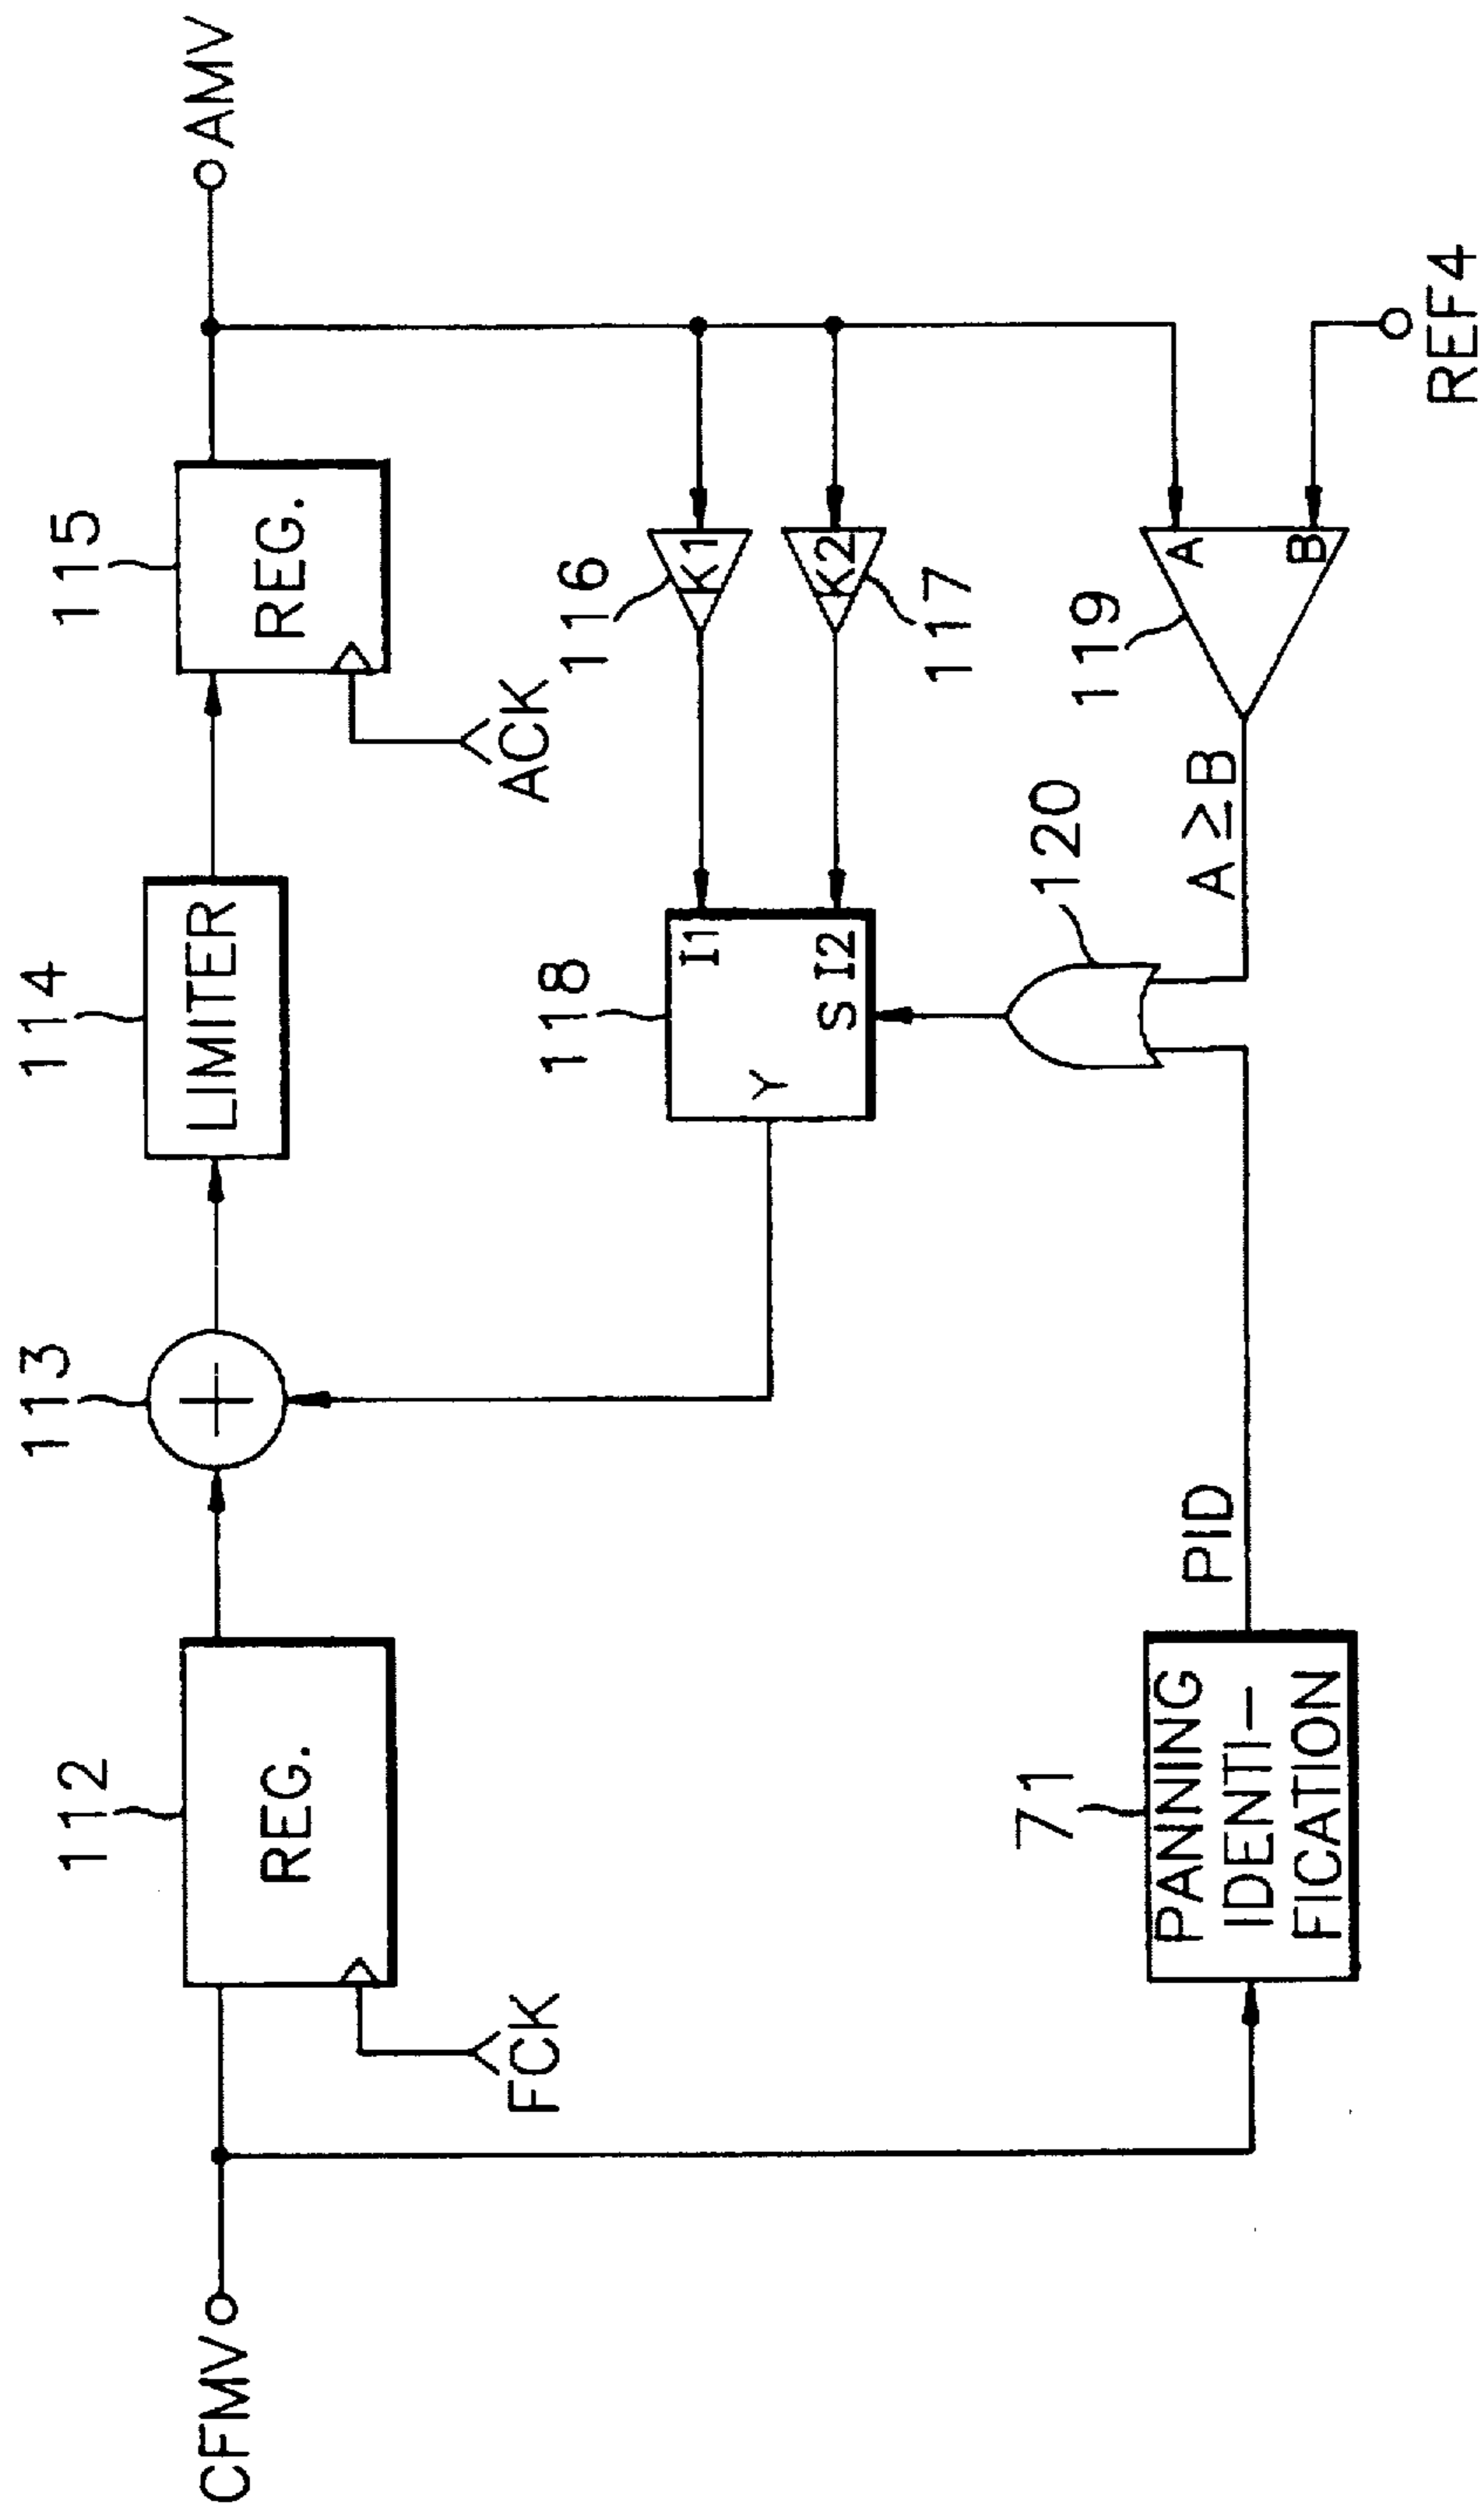 112
113
114
115
CFMV
REG.
LIMITER
REG.
AMV
FCK
ACK
118
116
I1
K1
Y
S I2
K2
117
71
120
119
PANNING
IDENTI-
FICATION
PID
A ≥ B
A
B
REF4